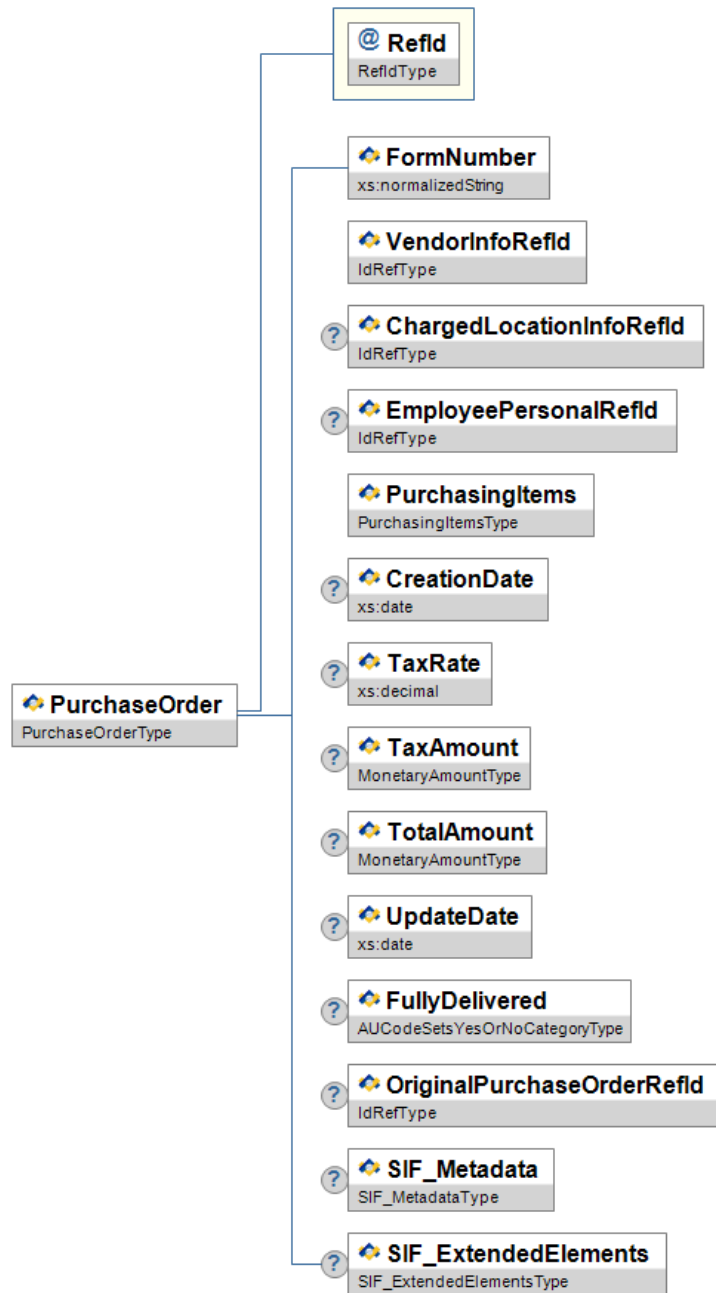 @ RefId
RefIdType
FormNumber
xs:normalizedString
VendorInfoRefId
IdRefType
? ChargedLocationInfoRefId
IdRefType
? EmployeePersonalRefId
IdRefType
PurchasingItems
PurchasingItemsType
? CreationDate
xs:date
? TaxRate
xs:decimal
PurchaseOrder
PurchaseOrderType
? TaxAmount
MonetaryAmountType
? TotalAmount
MonetaryAmountType
? UpdateDate
xs:date
? FullyDelivered
AUCodeSetsYesOrNoCategoryType
? OriginalPurchaseOrderRefId
IdRefType
? SIF_Metadata
SIF_MetadataType
? SIF_ExtendedElements
SIF_ExtendedElementsType